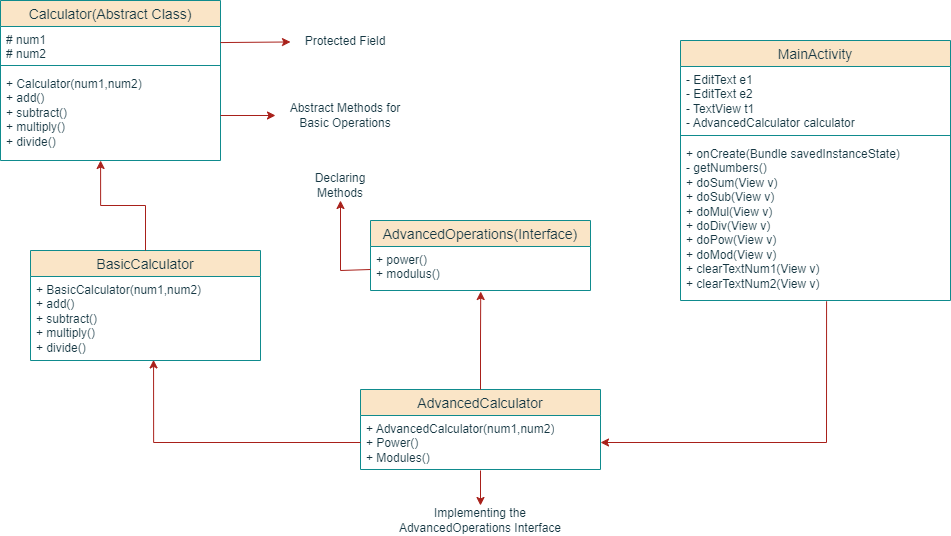 Calculator(Abstract Class)
# num1
# num2
+ Calculator(num1,num2)
+ add()
+ subtract()
+ multiply()
+ divide()
Protected Field
Abstract Methods for
Basic Operations
MainActivity
- EditText e1
- EditText e2
- TextView t1
- AdvancedCalculator calculator
+ onCreate(Bundle savedInstanceState)
- getNumbers()
+ doSum(View v)
+ doSub(View v)
+ doMul(View v)
+ doDiv(View v)
+ doPow(View v)
+ doMod(View v)
+ clearTextNum1(View v)
+ clearTextNum2(View v)
Declaring
Methods
AdvancedOperations(Interface)
+ power()
+ modulus()
BasicCalculator
+ BasicCalculator(num1,num2)
+ add()
+ subtract()
+ multiply()
+ divide()
AdvancedCalculator
+ AdvancedCalculator(num1,num2)
+ Power()
+ Modules()
Implementing the
AdvancedOperations Interface